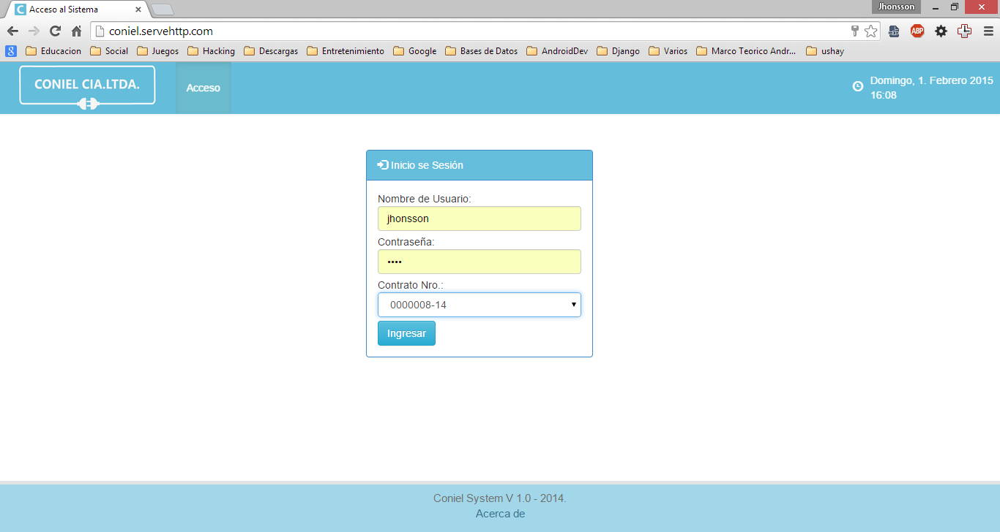 Acceso al Sistema
Jhonsson
coniel.servehttp.com
ABP
8 Educacion Social Juegos Hacking Descargas Entretenimiento Google Bases de Datos AndroidDev Django Varios Marco Teorico Andr... ushay
CONIEL CIA.LTDA.
Acceso
Domingo, 1. Febrero 2015
16:08
Inicio se Sesión
Nombre de Usuario:
jhonsson
Contraseña:
••••
Contrato Nro.:
0000008-14
Ingresar
Coniel System V 1.0 - 2014.
Acerca de